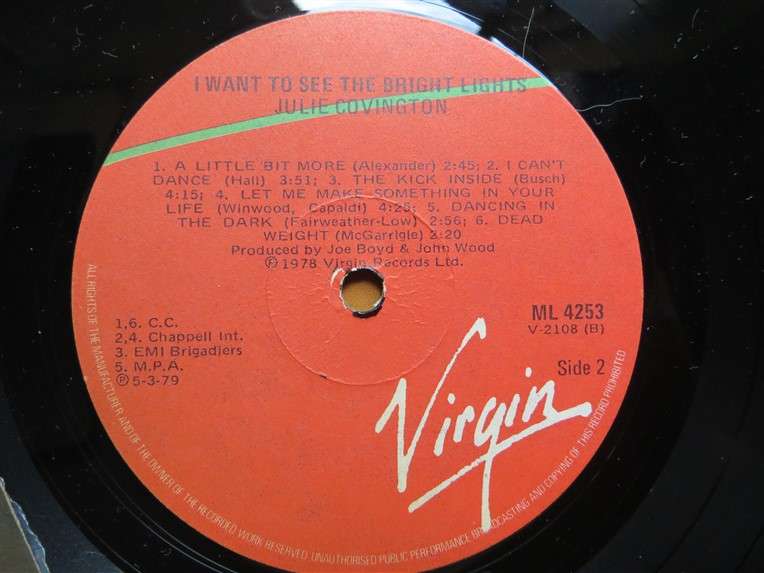 I WANT TO SEE THE BRIGHT LIGHTS
JULIE COVINGTON
1. A LITTLE BIT MORE (Alexander) 2:45; 2. I CAN'T
DANCE (Hall) 3:51; 3. THE KICK INSIDE (Busch)
4:15; 4. LET ME MAKE SOMETHING IN YOUR
LIFE (Winwood, Capaldi) 4:25; 5. DANCING IN
THE DARK (Fairweather-Low) 2:56; 6. DEAD
WEIGHT (McGarrigle) 3:20
Produced by Joe Boyd & John Wood
Ⓟ1978 Virgin Records Ltd.
ML 4253
V-2108 (B)
1,6. C.C.
2,4. Chappell Int.
3. EMI Brigadiers
5. M.P.A.
Ⓟ5-3-79
Side 2
Virgin
ALL RIGHTS OF THE MANUFACTURER AND OF THE OWNER OF THE RECORDED WORK RESERVED. UNAUTHORISED PUBLIC PERFORMANCE BROADCASTING AND COPYING OF THIS RECORD PROHIBITED